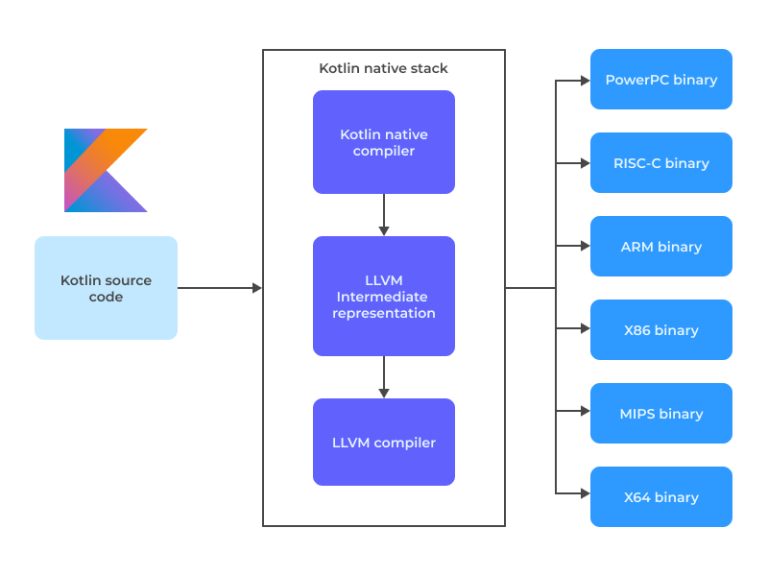 Kotlin native stack
Kotlin native
compiler
LLVM
Intermediate
representation
LLVM compiler
Kotlin source
code
PowerPC binary
RISC-C binary
ARM binary
X86 binary
MIPS binary
X64 binary